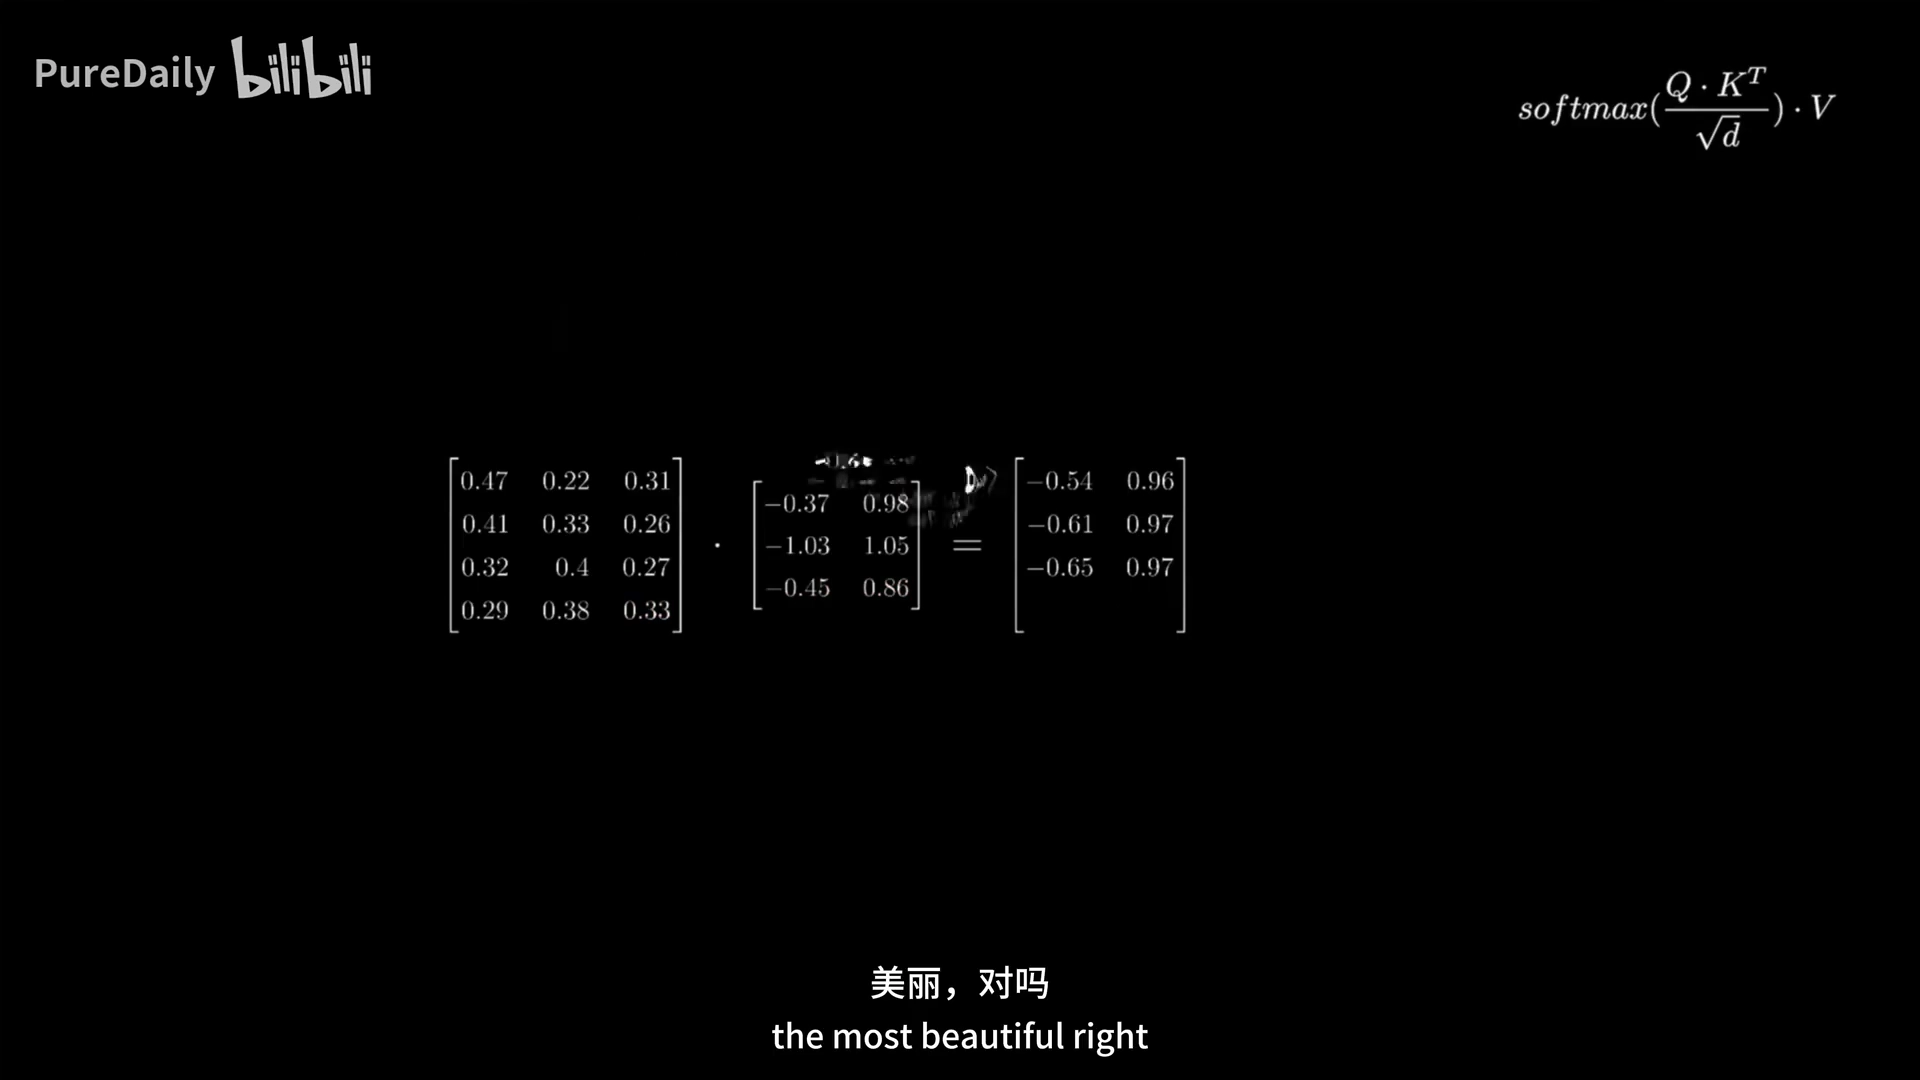 PureDaily bilibili
softmax(Q · K^T / √d) · V
0.47 0.22 0.31
0.41 0.33 0.26
0.32 0.4 0.27
0.29 0.38 0.33
·
−0.37 0.98
−1.03 1.05
−0.45 0.86
=
−0.54 0.96
−0.61 0.97
−0.65 0.97
美丽，对吗
the most beautiful right